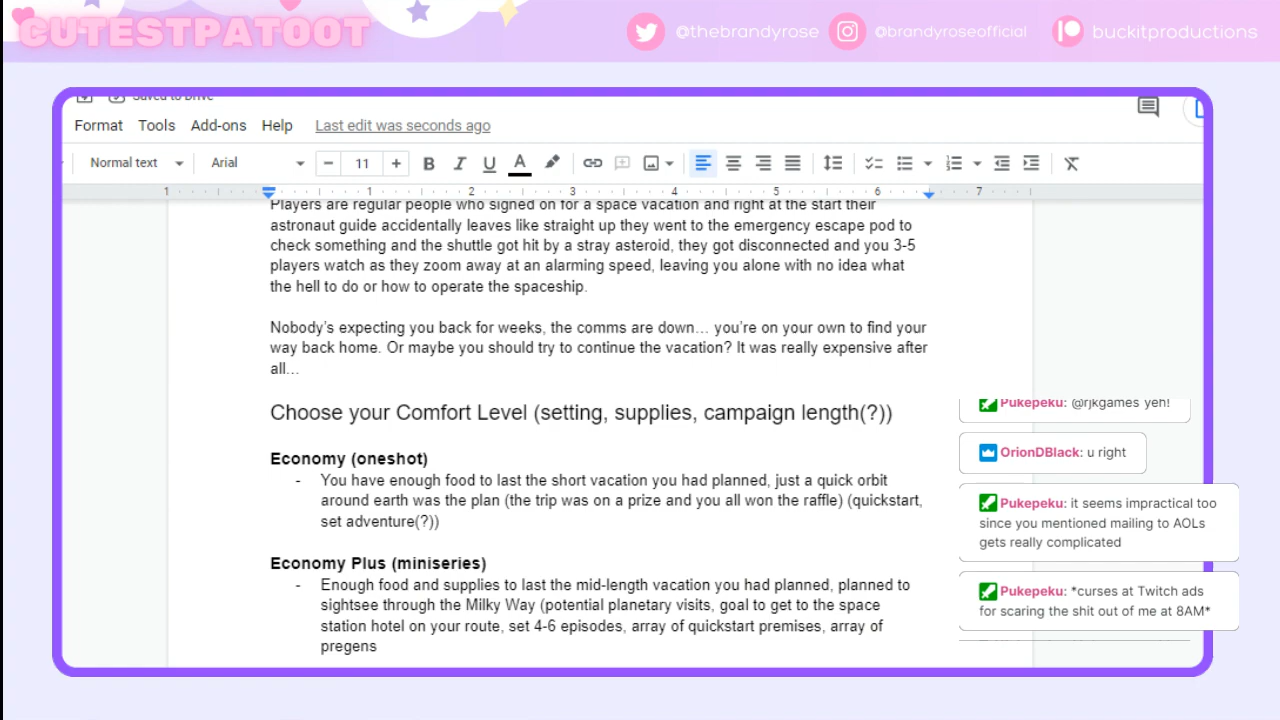 CUTESTPATOOT
@thebrandyrose
@brandyroseofficial
buckitproductions
Saved to Drive
Format Tools Add-ons Help Last edit was seconds ago
Normal text Arial 11
1 1 2 3 4 5 6 7
Players are regular people who signed on for a space vacation and right at the start their
astronaut guide accidentally leaves like straight up they went to the emergency escape pod to
check something and the shuttle got hit by a stray asteroid, they got disconnected and you 3-5
players watch as they zoom away at an alarming speed, leaving you alone with no idea what
the hell to do or how to operate the spaceship.
Nobody's expecting you back for weeks, the comms are down… you're on your own to find your
way back home. Or maybe you should try to continue the vacation? It was really expensive after
all…
Choose your Comfort Level (setting, supplies, campaign length(?))
Economy (oneshot)
- You have enough food to last the short vacation you had planned, just a quick orbit
around earth was the plan (the trip was on a prize and you all won the raffle) (quickstart,
set adventure(?))
Economy Plus (miniseries)
- Enough food and supplies to last the mid-length vacation you had planned, planned to
sightsee through the Milky Way (potential planetary visits, goal to get to the space
station hotel on your route, set 4-6 episodes, array of quickstart premises, array of
pregens
Pukepeku: @rjkgames yeh!
OrionDBlack: u right
Pukepeku: it seems impractical too
since you mentioned mailing to AOLs
gets really complicated
Pukepeku: *curses at Twitch ads
for scaring the shit out of me at 8AM*